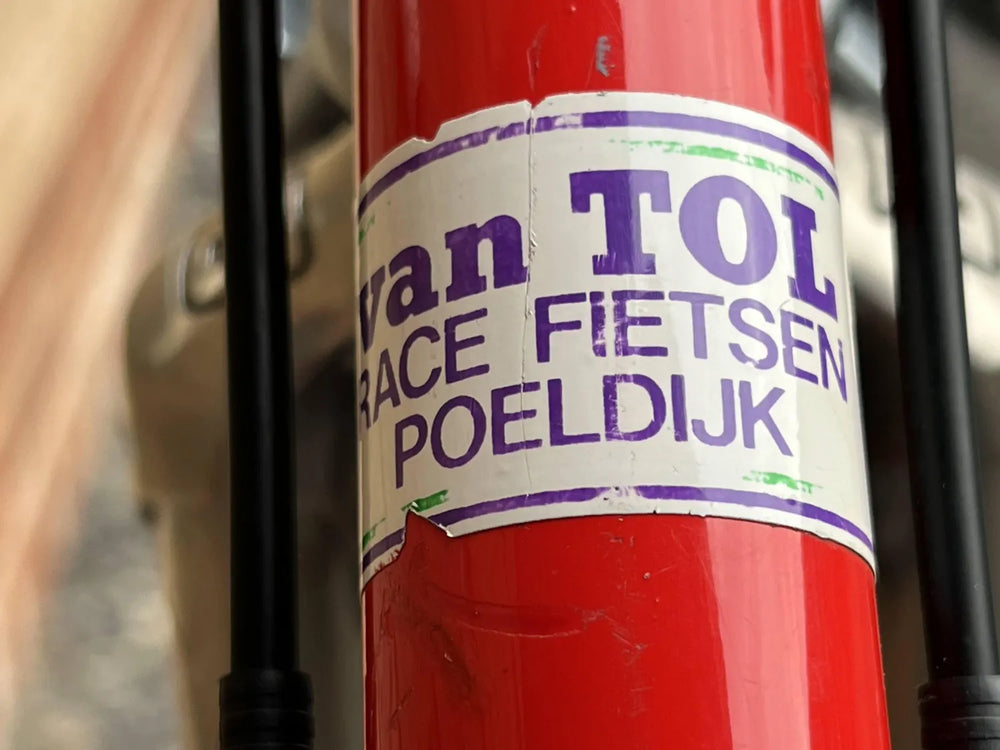 van TOL
RACE FIETSEN
POELDIJK